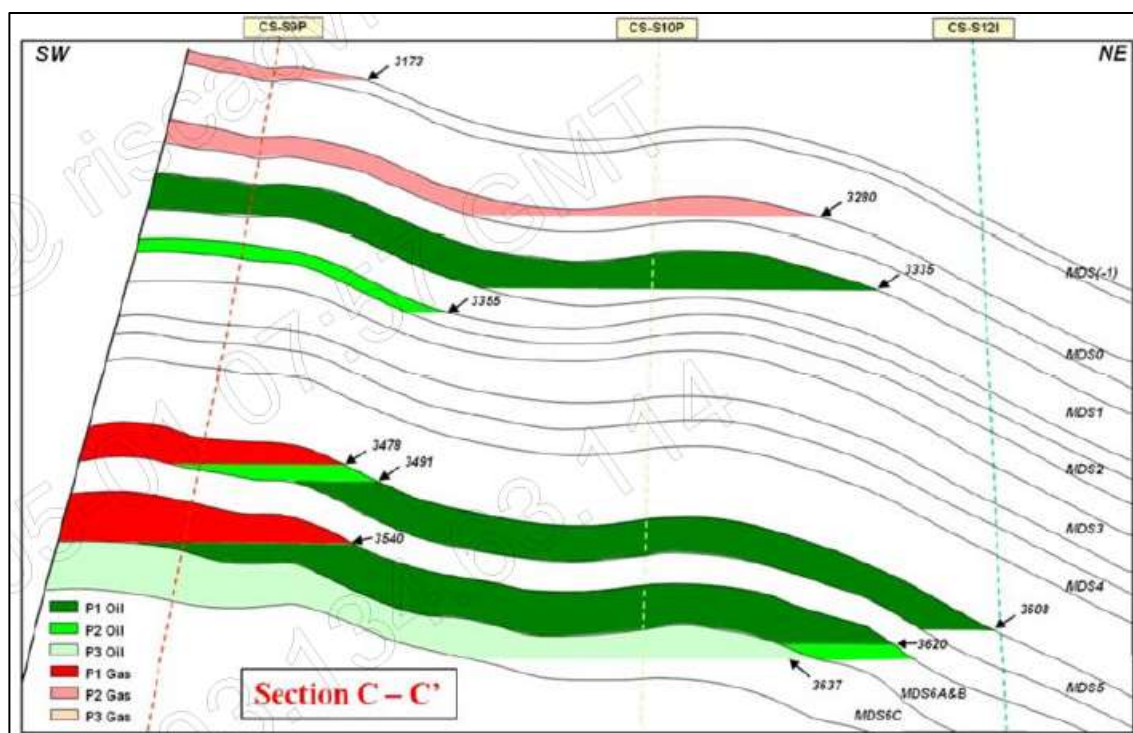 CS-S9P
CS-S10P
CS-S12I
SW
NE
3173
3280
3335
3355
3478
3491
3540
3608
3620
3637
MDS(-1)
MDS0
MDS1
MDS2
MDS3
MDS4
MDS5
MDS6A&B
MDS6C
P1 Oil
P2 Oil
P3 Oil
P1 Gas
P2 Gas
P3 Gas
Section C – C'